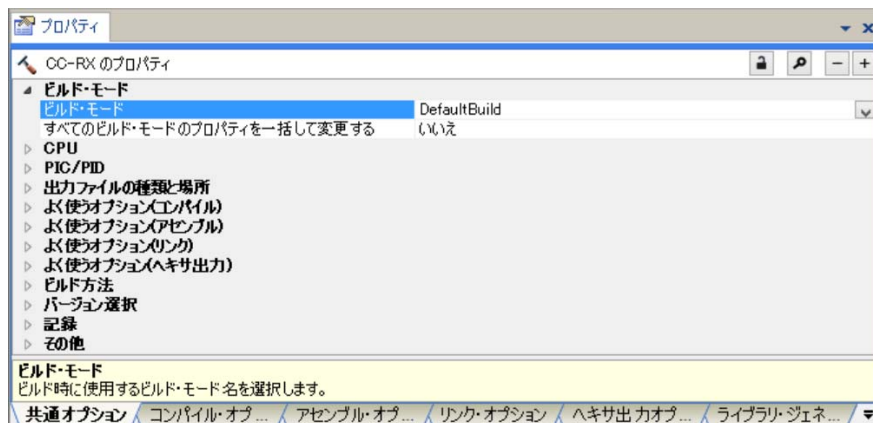 プロパティ
CC-RX のプロパティ
ビルド・モード
ビルド・モード DefaultBuild
すべてのビルド・モードのプロパティを一括して変更する いいえ
CPU
PIC/PID
出力ファイルの種類と場所
よく使うオプション(コンパイル)
よく使うオプション(アセンブル)
よく使うオプション(リンク)
よく使うオプション(ヘキサ出力)
ビルド方法
バージョン選択
記録
その他
ビルド・モード
ビルド時に使用するビルド・モード名を選択します。
共通オプション コンパイル・オプ... アセンブル・オプ... リンク・オプション ヘキサ出力オプ... ライブラリ・ジェネ...